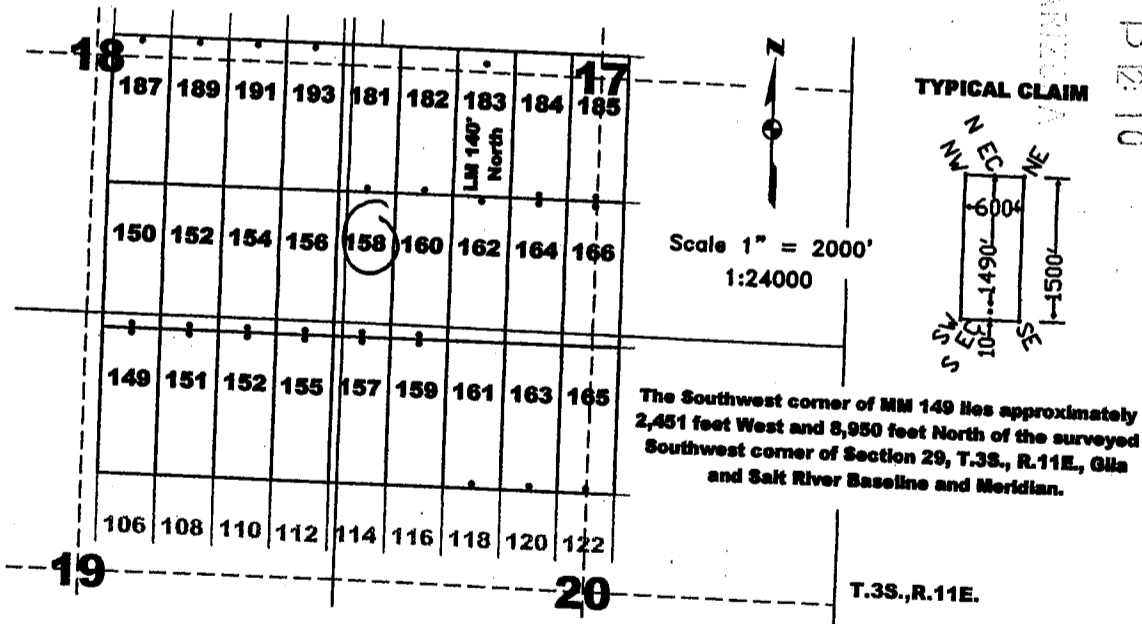 18
17
187 189 191 193 181 182 183 184 185
LM 140'
North
150 152 154 156 158 160 162 164 166
149 151 152 155 157 159 161 163 165
106 108 110 112 114 116 118 120 122
19
20
N
Scale 1" = 2000'
1:24000
TYPICAL CLAIM
NW
N EC
NE
600'
1490'
1500'
10'
SW
S EC
SE
The Southwest corner of MM 149 lies approximately
2,451 feet West and 8,950 feet North of the surveyed
Southwest corner of Section 29, T.3S., R.11E., Gila
and Salt River Baseline and Meridian.
T.3S.,R.11E.